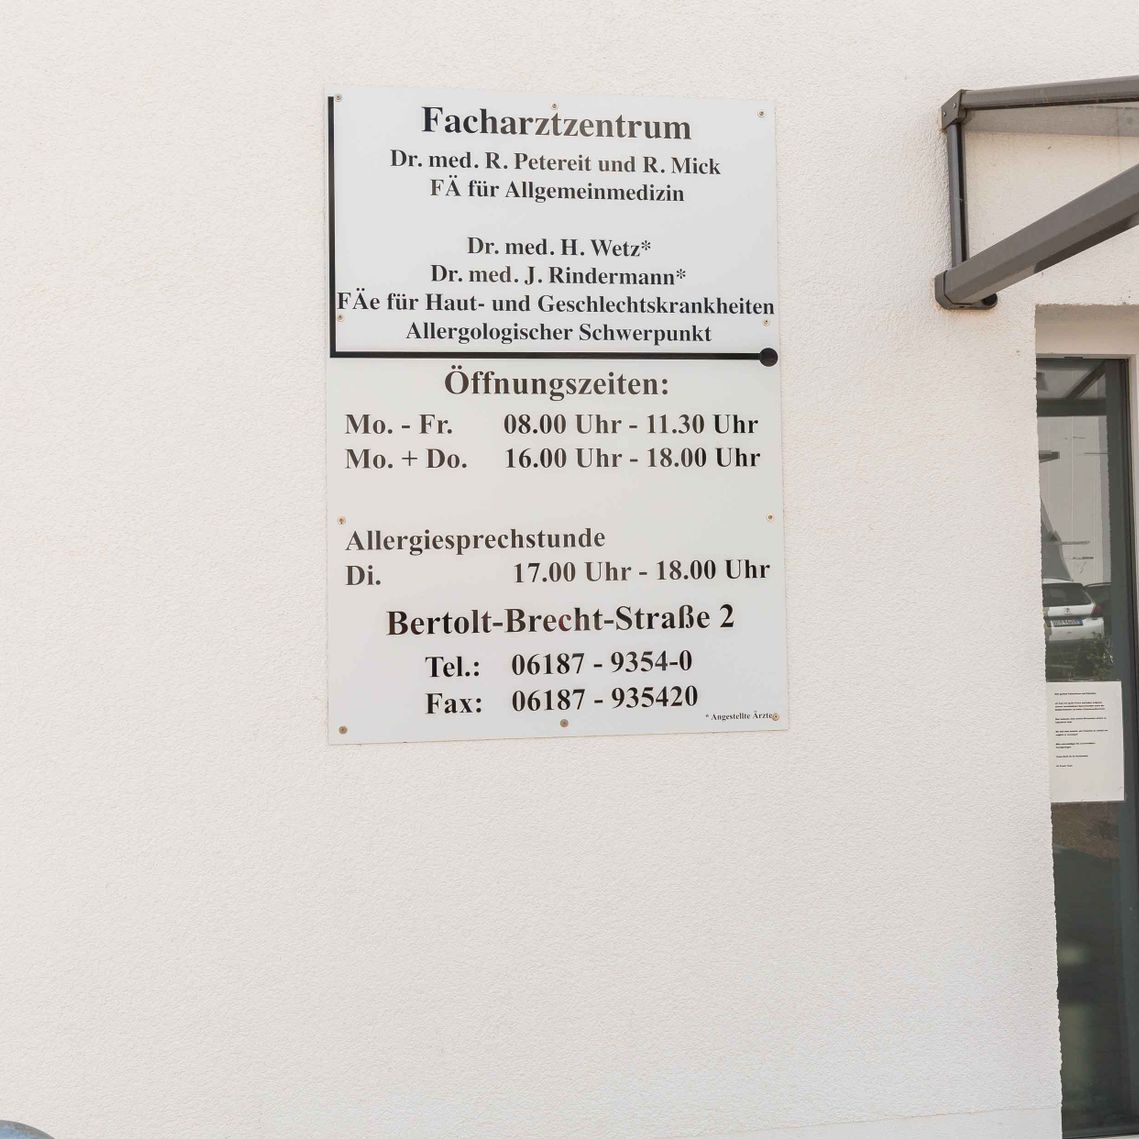 Facharztzentrum
Dr. med. R. Petereit und R. Mick
FÄ für Allgemeinmedizin
Dr. med. H. Wetz*
Dr. med. J. Rindermann*
FÄe für Haut- und Geschlechtskrankheiten
Allergologischer Schwerpunkt
Öffnungszeiten:
Mo. - Fr. 08.00 Uhr - 11.30 Uhr
Mo. + Do. 16.00 Uhr - 18.00 Uhr
Allergiesprechstunde
Di. 17.00 Uhr - 18.00 Uhr
Bertolt-Brecht-Straße 2
Tel.: 06187 - 9354-0
Fax: 06187 - 935420
* Angestellte Ärzte